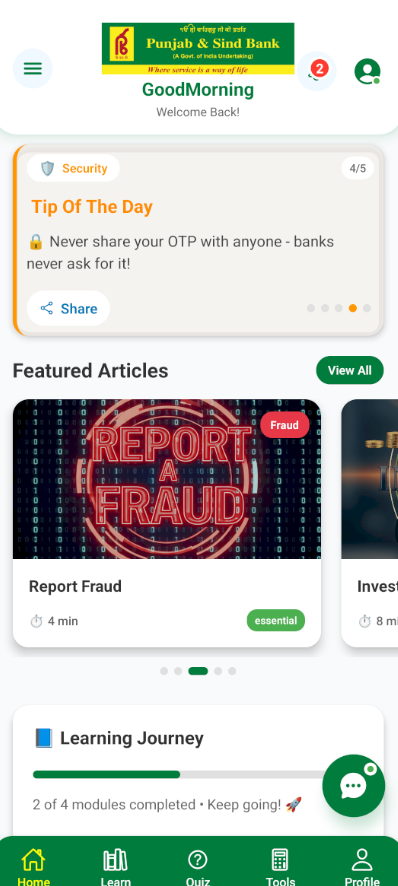 Punjab & Sind Bank
(A Govt. of India Undertaking)
Where service is a way of life
2
GoodMorning
Welcome Back!
Security
4/5
Tip Of The Day
🔒 Never share your OTP with anyone - banks
never ask for it!
Share
Featured Articles
View All
REPORT
A
FRAUD
Fraud
Report Fraud
4 min
essential
Invest
8 mi
📘 Learning Journey
2 of 4 modules completed • Keep going! 🚀
Home
Learn
Quiz
Tools
Profile